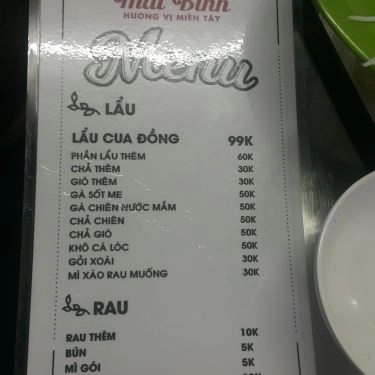 Thái Bình
HƯƠNG VỊ MIỀN TÂY
Menu
LẨU
LẨU CUA ĐỒNG 99K
PHẦN LẨU THÊM 60K
CHẢ THÊM 30K
GIÒ THÊM 30K
GÀ SỐT ME 50K
GÀ CHIÊN NƯỚC MẮM 50K
CHẢ CHIÊN 50K
CHẢ GIÒ 50K
KHÔ CÁ LÓC 50K
GỎI XOÀI 30K
MÌ XÀO RAU MUỐNG 30K
RAU
RAU THÊM 10K
BÚN 5K
MÌ GÓI 5K